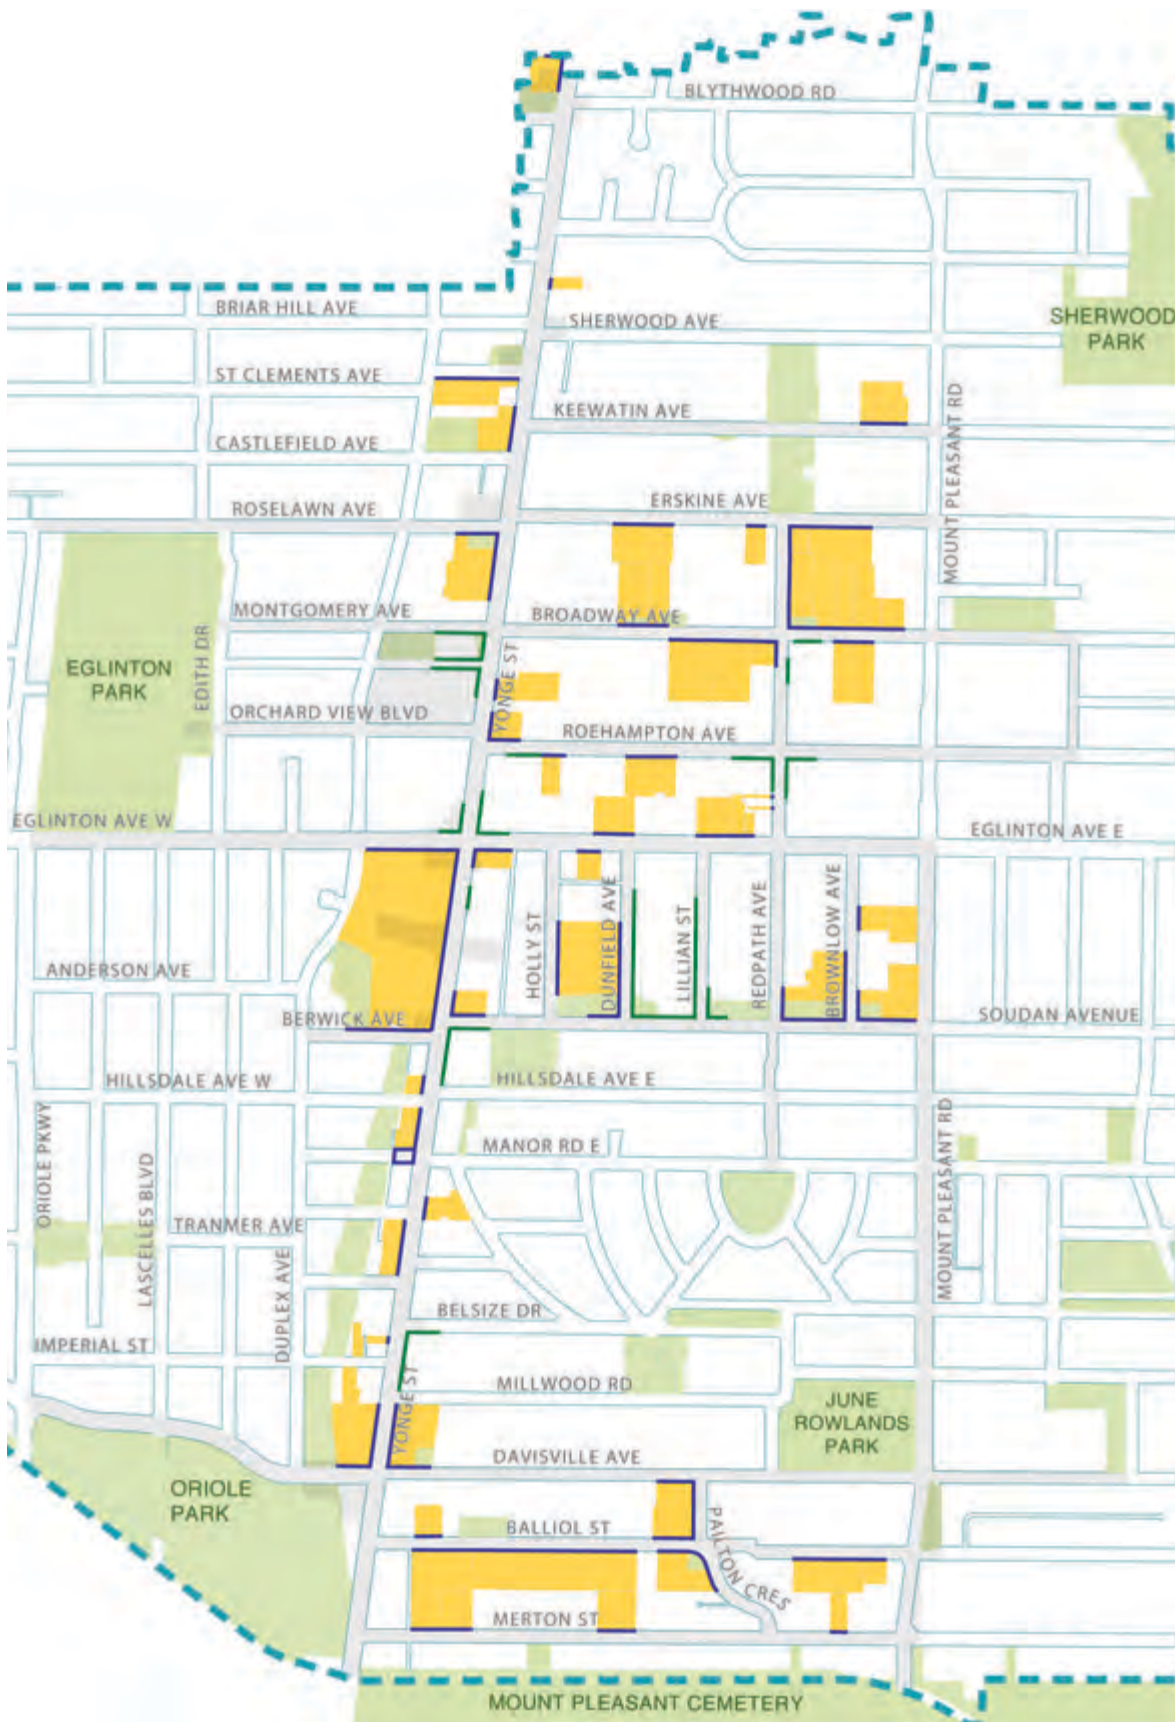 BLYTHWOOD RD
BRIAR HILL AVE
SHERWOOD AVE
SHERWOOD
PARK
ST CLEMENTS AVE
KEEWATIN AVE
MOUNT PLEASANT RD
CASTLEFIELD AVE
ROSELAWN AVE
ERSKINE AVE
MONTGOMERY AVE
BROADWAY AVE
EGLINTON
PARK
EDITH DR
YONGE ST
ORCHARD VIEW BLVD
ROEHAMPTON AVE
EGLINTON AVE W
EGLINTON AVE E
HOLLY ST
DUNFIELD AVE
LILLIAN ST
REDPATH AVE
BROWNLOW AVE
ANDERSON AVE
BERWICK AVE
SOUDAN AVENUE
HILLSDALE AVE W
HILLSDALE AVE E
ORIOLE PKWY
MANOR RD E
MOUNT PLEASANT RD
LASCELLES BLVD
TRANMER AVE
DUPLEX AVE
BELSIZE DR
IMPERIAL ST
YONGE ST
MILLWOOD RD
JUNE
ROWLANDS
PARK
DAVISVILLE AVE
ORIOLE
PARK
BALLIOL ST
PAILTON CRES
MERTON ST
MOUNT PLEASANT CEMETERY